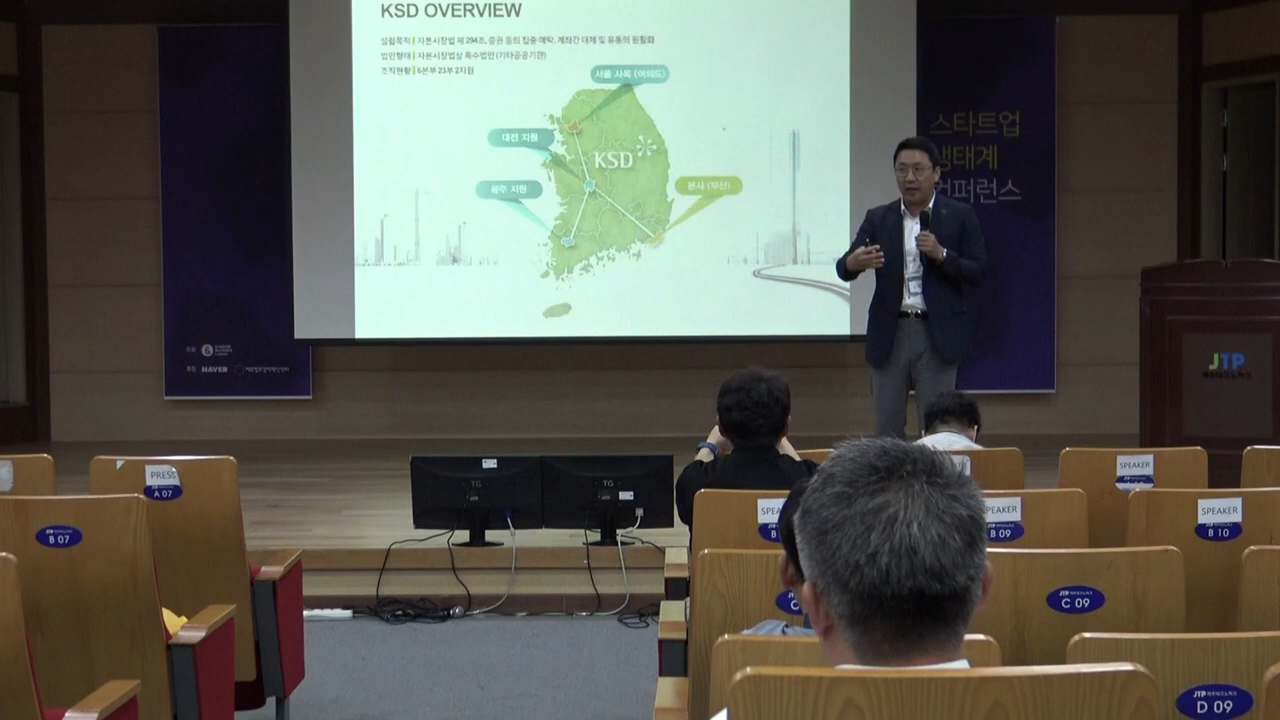 KSD OVERVIEW
설립목적 | 자본시장법 제 294조, 증권 등의 집중 예탁, 계좌간 대체 및 유통의 원활화
법인형태 | 자본시장법상 특수법인 (기타공공기관)
조직현황 | 6본부 23부 2지원
서울 사옥 (여의도)
대전 지원
KSD
광주 지원
본사 (부산)
스타트업
생태계
컨퍼런스
NAVER
JTP
TG
TG
PRESS
A 07
B 07
SPEAKER
SPEA
B
SPEAKER
B 09
SPEAKER
B 10
C 09
JTP
D 09